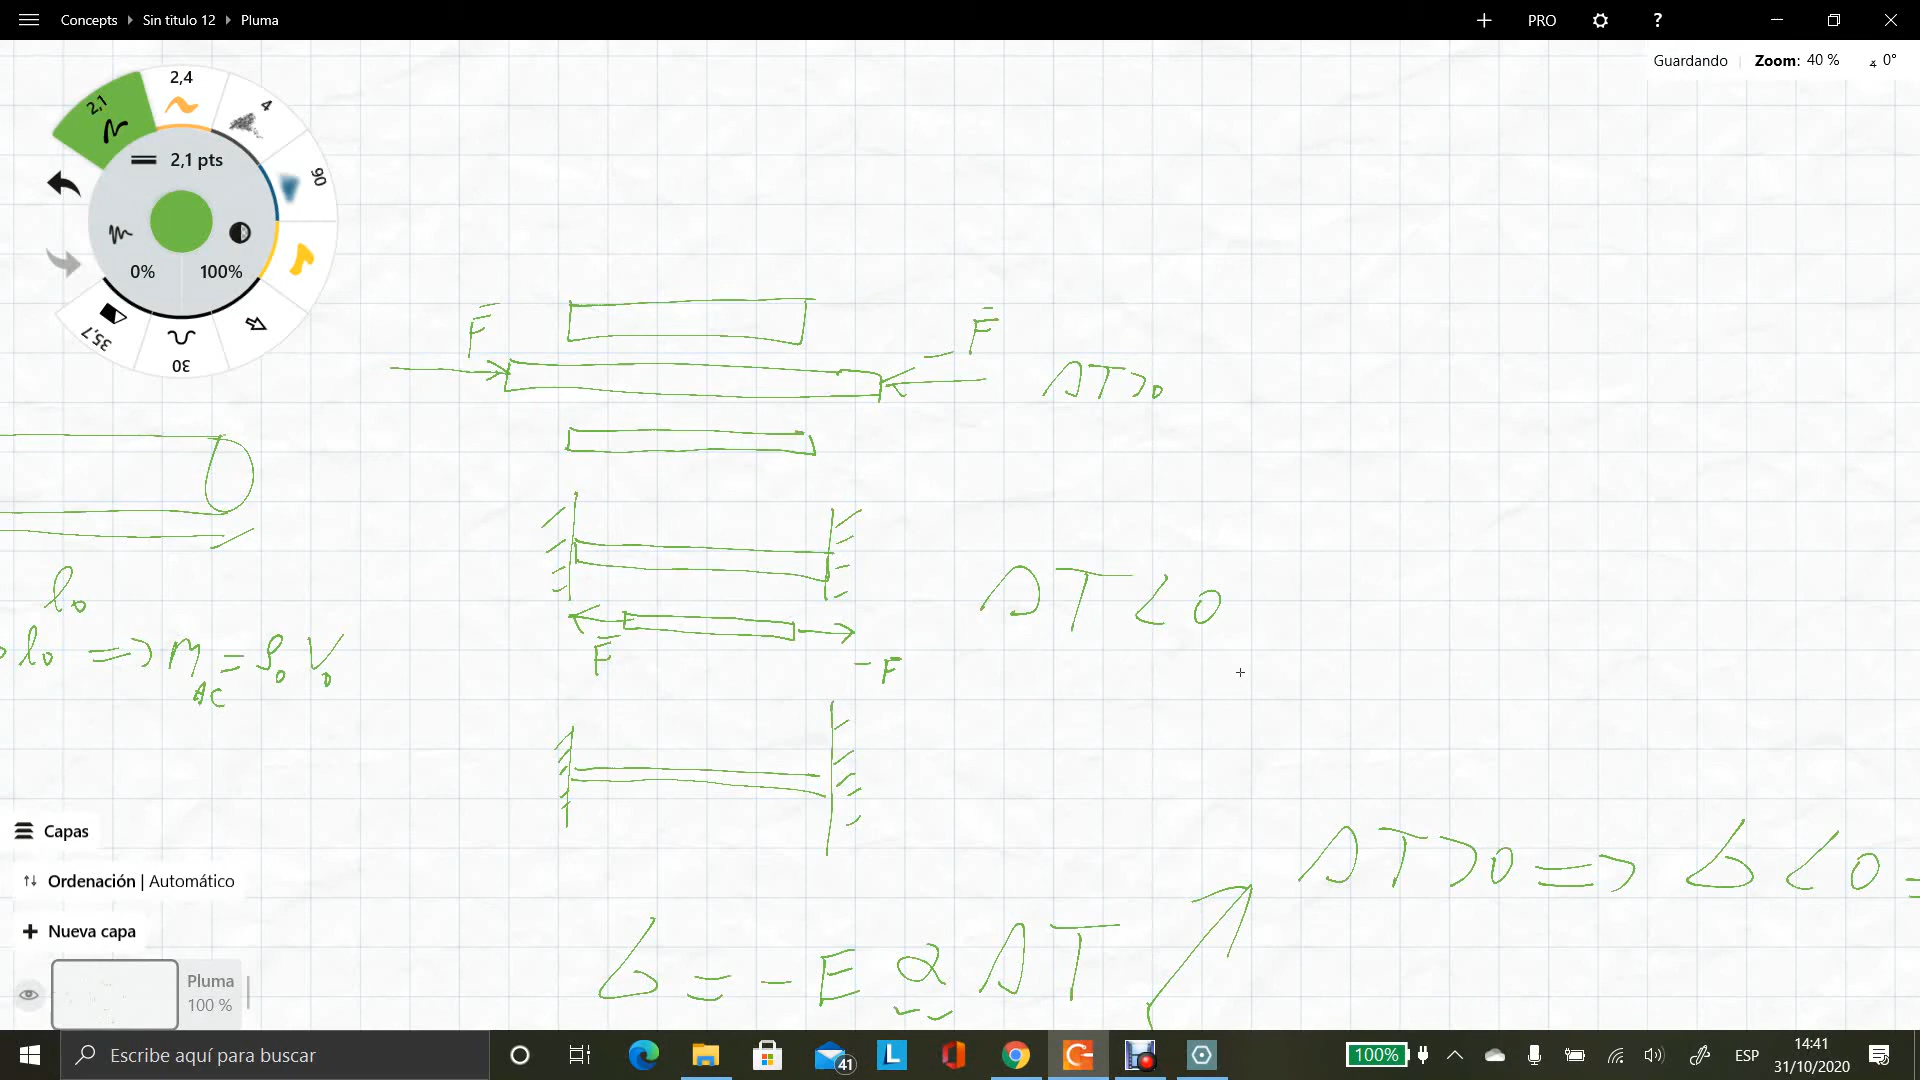 Concepts Sin titulo 12 Pluma
PRO ?
Guardando Zoom: 40 % 0°
2,4
2,1
4
90
2,1 pts
0% 100%
35,7
30
F̄
- F̄
ΔT>0
l₀
l₀ => m_AC = ρ₀ V₀
ΔT<0
F̄
-F
ΔT>0 => σ<0 =
σ = -E α ΔT
Capas
Ordenación | Automático
Nueva capa
Pluma
100 %
Escribe aquí para buscar
41
L
100%
ESP
14:41
31/10/2020